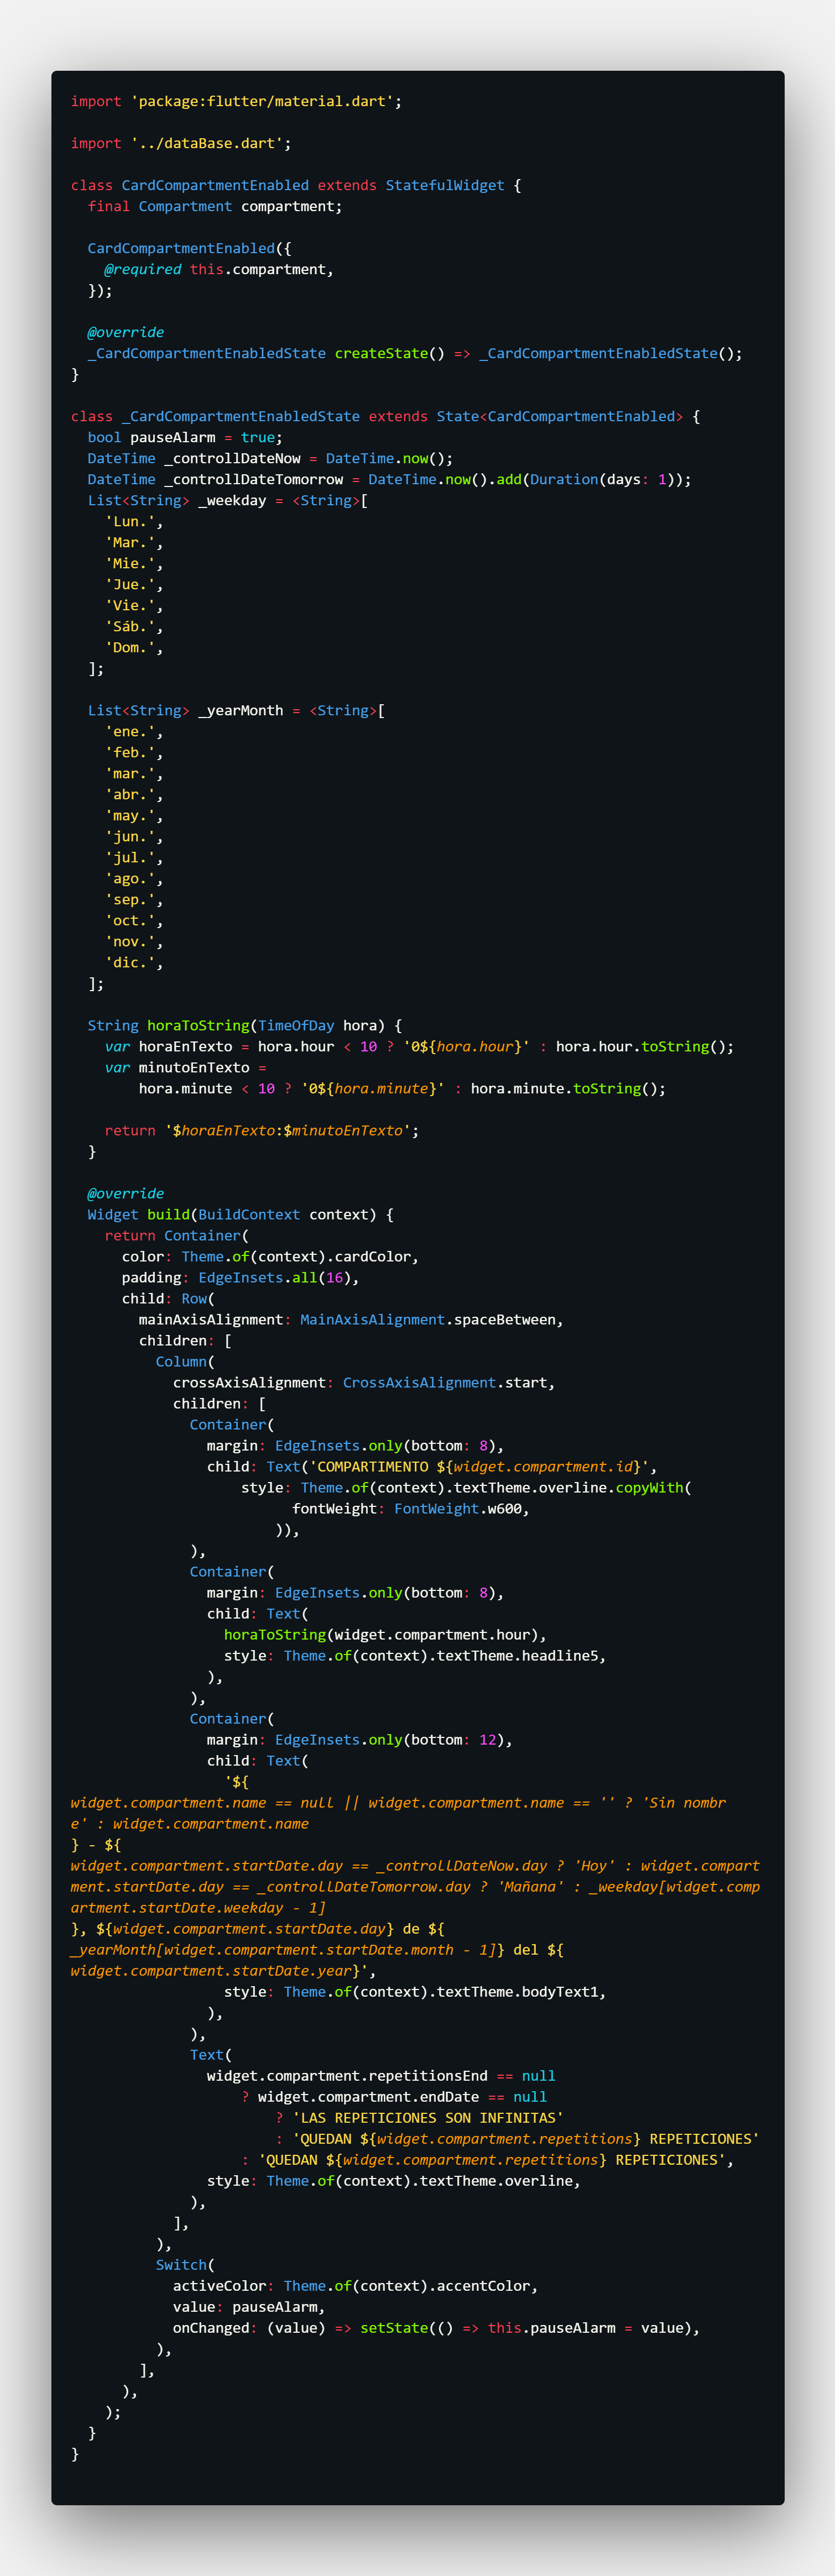 import 'package:flutter/material.dart';

import '../dataBase.dart';

class CardCompartmentEnabled extends StatefulWidget {
  final Compartment compartment;

  CardCompartmentEnabled({
    @required this.compartment,
  });

  @override
  _CardCompartmentEnabledState createState() => _CardCompartmentEnabledState();
}

class _CardCompartmentEnabledState extends State<CardCompartmentEnabled> {
  bool pauseAlarm = true;
  DateTime _controllDateNow = DateTime.now();
  DateTime _controllDateTomorrow = DateTime.now().add(Duration(days: 1));
  List<String> _weekday = <String>[
    'Lun.',
    'Mar.',
    'Mie.',
    'Jue.',
    'Vie.',
    'Sáb.',
    'Dom.',
  ];

  List<String> _yearMonth = <String>[
    'ene.',
    'feb.',
    'mar.',
    'abr.',
    'may.',
    'jun.',
    'jul.',
    'ago.',
    'sep.',
    'oct.',
    'nov.',
    'dic.',
  ];

  String horaToString(TimeOfDay hora) {
    var horaEnTexto = hora.hour < 10 ? '0${hora.hour}' : hora.hour.toString();
    var minutoEnTexto =
        hora.minute < 10 ? '0${hora.minute}' : hora.minute.toString();

    return '$horaEnTexto:$minutoEnTexto';
  }

  @override
  Widget build(BuildContext context) {
    return Container(
      color: Theme.of(context).cardColor,
      padding: EdgeInsets.all(16),
      child: Row(
        mainAxisAlignment: MainAxisAlignment.spaceBetween,
        children: [
          Column(
            crossAxisAlignment: CrossAxisAlignment.start,
            children: [
              Container(
                margin: EdgeInsets.only(bottom: 8),
                child: Text('COMPARTIMENTO ${widget.compartment.id}',
                    style: Theme.of(context).textTheme.overline.copyWith(
                          fontWeight: FontWeight.w600,
                        )),
              ),
              Container(
                margin: EdgeInsets.only(bottom: 8),
                child: Text(
                  horaToString(widget.compartment.hour),
                  style: Theme.of(context).textTheme.headline5,
                ),
              ),
              Container(
                margin: EdgeInsets.only(bottom: 12),
                child: Text(
                  '${
widget.compartment.name == null || widget.compartment.name == '' ? 'Sin nombr
e' : widget.compartment.name
} - ${
widget.compartment.startDate.day == _controllDateNow.day ? 'Hoy' : widget.compart
ment.startDate.day == _controllDateTomorrow.day ? 'Mañana' : _weekday[widget.comp
artment.startDate.weekday - 1]
}, ${widget.compartment.startDate.day} de ${
_yearMonth[widget.compartment.startDate.month - 1]} del ${
widget.compartment.startDate.year}',
                  style: Theme.of(context).textTheme.bodyText1,
                ),
              ),
              Text(
                widget.compartment.repetitionsEnd == null
                    ? widget.compartment.endDate == null
                        ? 'LAS REPETICIONES SON INFINITAS'
                        : 'QUEDAN ${widget.compartment.repetitions} REPETICIONES'
                    : 'QUEDAN ${widget.compartment.repetitions} REPETICIONES',
                style: Theme.of(context).textTheme.overline,
              ),
            ],
          ),
          Switch(
            activeColor: Theme.of(context).accentColor,
            value: pauseAlarm,
            onChanged: (value) => setState(() => this.pauseAlarm = value),
          ),
        ],
      ),
    );
  }
}